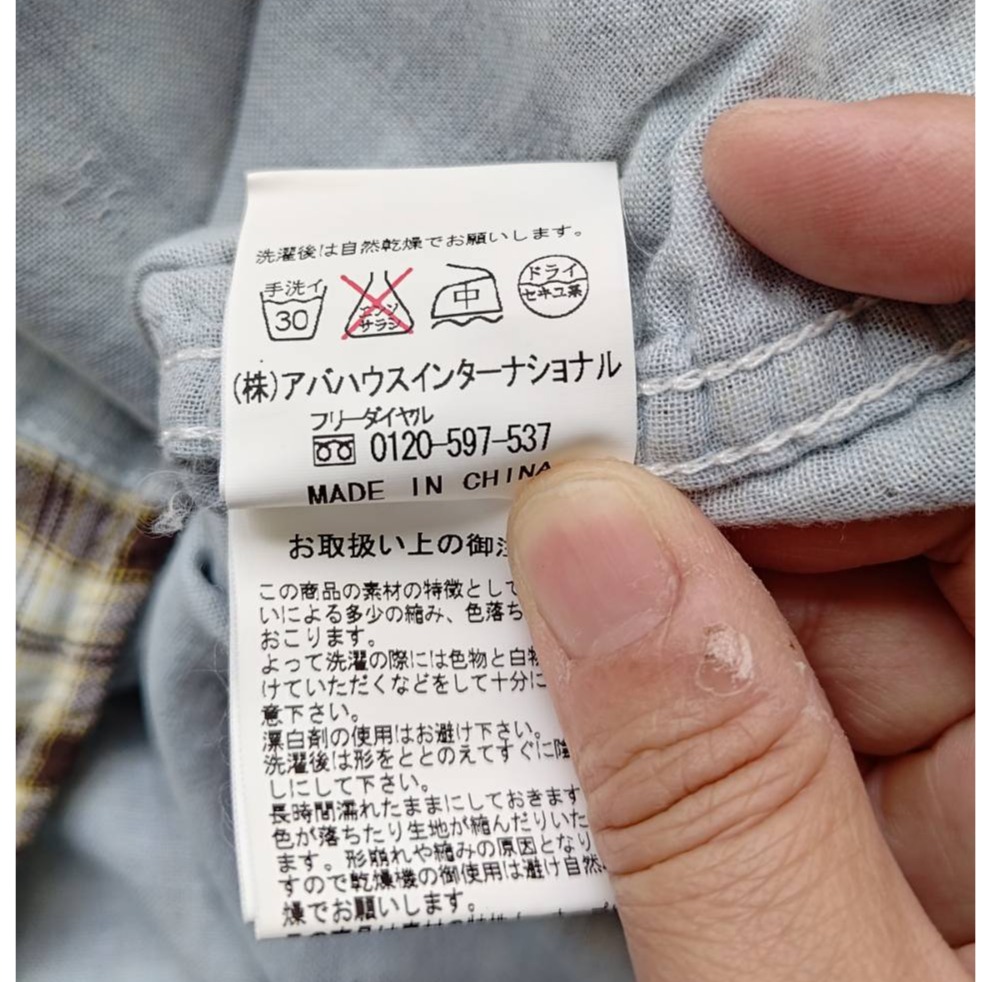 洗濯後は自然乾燥でお願いします。
手洗イ
30
エンソ
サラシ
中
ドライ
セキユ系
(株)アバハウスインターナショナル
フリーダイヤル
0120-597-537
MADE IN CHINA
お取扱い上の御注
この商品の素材の特徴として
いによる多少の縮み、色落ち
おこります。
よって洗濯の際には色物と白物
けていただくなどをして十分に
意下さい。
漂白剤の使用はお避け下さい。
洗濯後は形をととのえてすぐに陰
しにして下さい。
長時間濡れたままにしておきます
色が落ちたり生地が縮んだりいた
ます。形崩れや縮みの原因となり
すので乾燥機の御使用は避け自然
燥でお願いします。